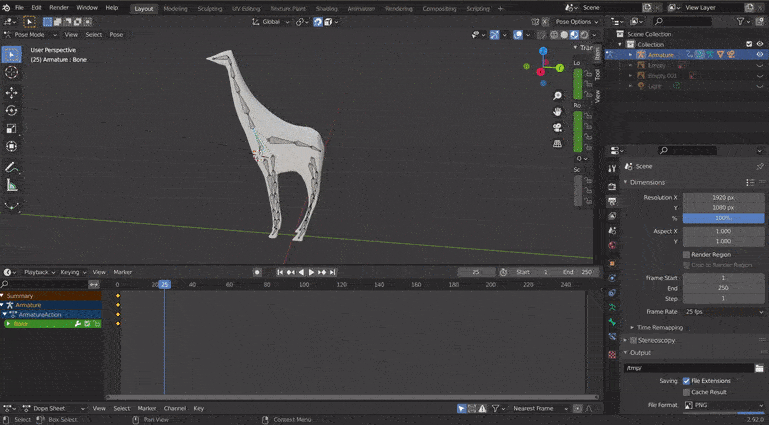 File Edit Render Window Help Layout Modeling Sculpting UV Editing Texture Paint Shading Animation Rendering Compositing Scripting Scene View Layer
Global Pose Options
Pose Mode View Select Pose
User Perspective
(25) Armature : Bone
Item
Tool
View
Scene Collection
Collection
Armature
Empty
Empty.001
Light
Scene
Dimensions
Resolution X 1920 px
Y 1080 px
% 100%
Aspect X 1.000
Y 1.000
Render Region
Crop to Render Region
Frame Start 1
End 250
Step 1
Frame Rate 25 fps
Time Remapping
Stereoscopy
Output
/tmp/
Saving: File Extensions
Cache Result
File Format PNG
Playback Keying View Marker 25 Start 1 End 250
0 25 40 60 80 100 120 140 160 180 200 220 240
Summary
Armature
ArmatureAction
Bone
Dope Sheet View Select Marker Channel Key Nearest Frame
Select Box Select Pan View Context Menu 2.92.0